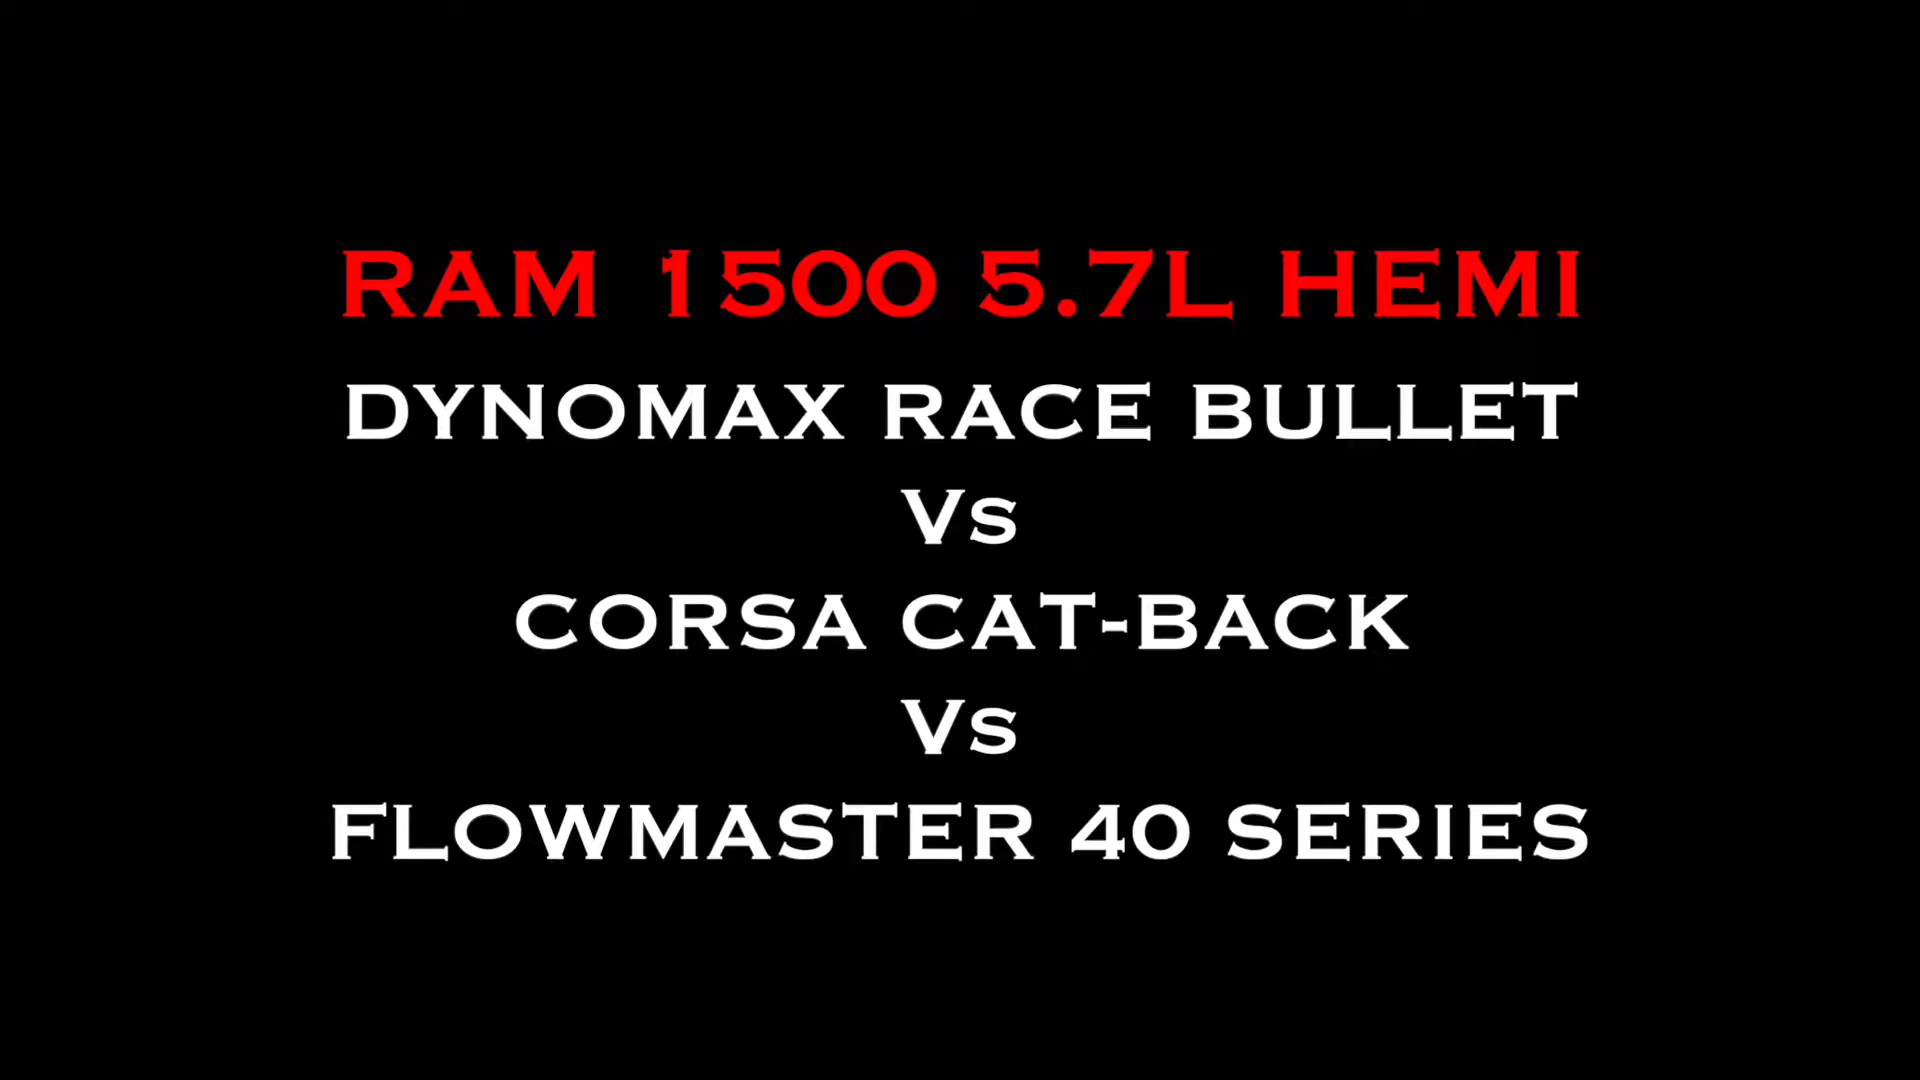 RAM 1500 5.7L HEMI
DYNOMAX RACE BULLET
Vs
CORSA CAT-BACK
Vs
FLOWMASTER 40 SERIES